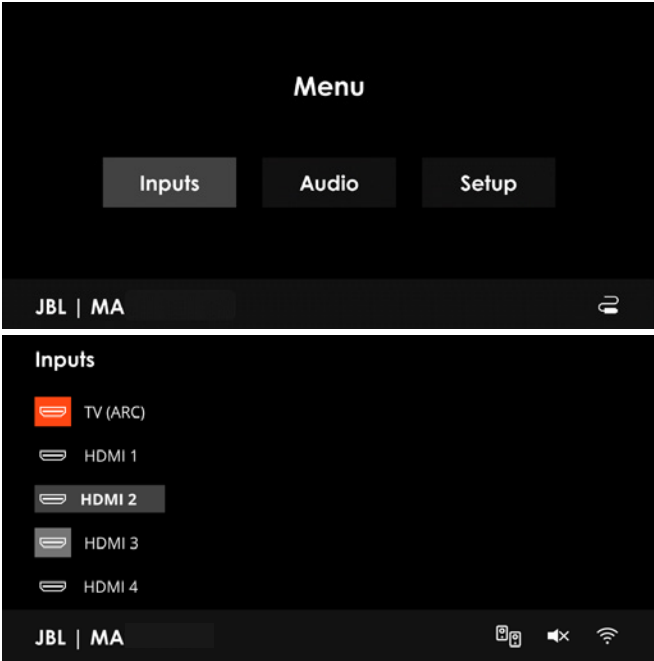 Menu
Inputs Audio Setup
JBL | MA
Inputs
TV (ARC)
HDMI 1
HDMI 2
HDMI 3
HDMI 4
JBL | MA